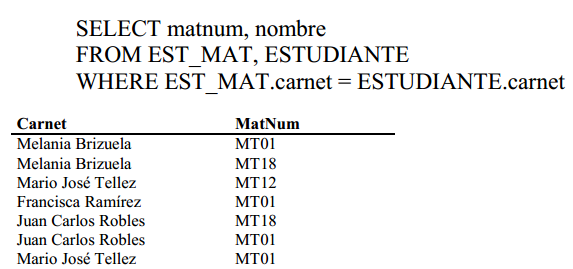 SELECT matnum, nombre
FROM EST_MAT, ESTUDIANTE
WHERE EST_MAT.carnet = ESTUDIANTE.carnet
Carnet MatNum
Melania Brizuela MT01
Melania Brizuela MT18
Mario José Tellez MT12
Francisca Ramírez MT01
Juan Carlos Robles MT18
Juan Carlos Robles MT01
Mario José Tellez MT01